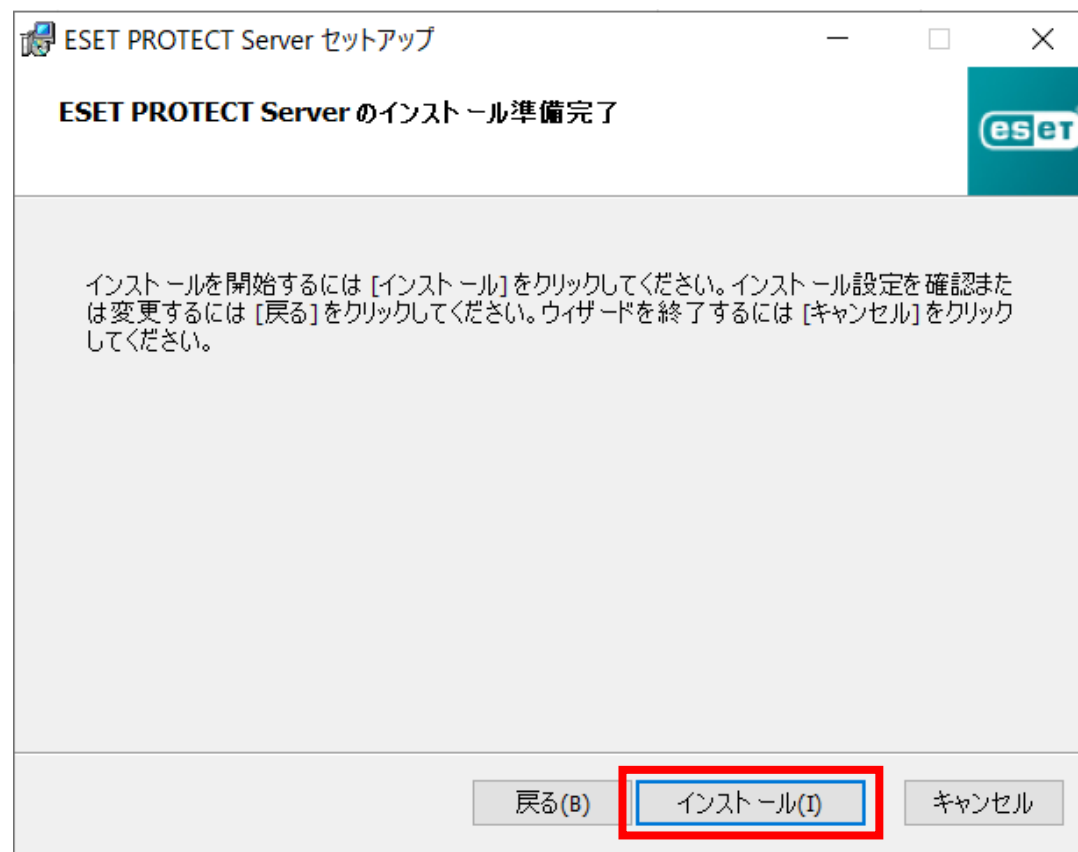 ESET PROTECT Server セットアップ
ESET PROTECT Server のインストール準備完了
eset
インストールを開始するには [インストール] をクリックしてください。インストール設定を確認また
は変更するには [戻る] をクリックしてください。ウィザードを終了するには [キャンセル] をクリック
してください。
戻る(B) インストール(I) キャンセル